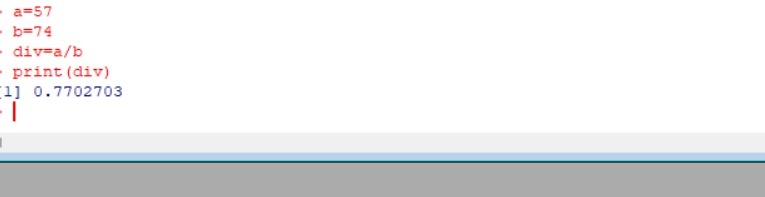 > a=57
> b=74
> div=a/b
> print(div)
[1] 0.7702703
>